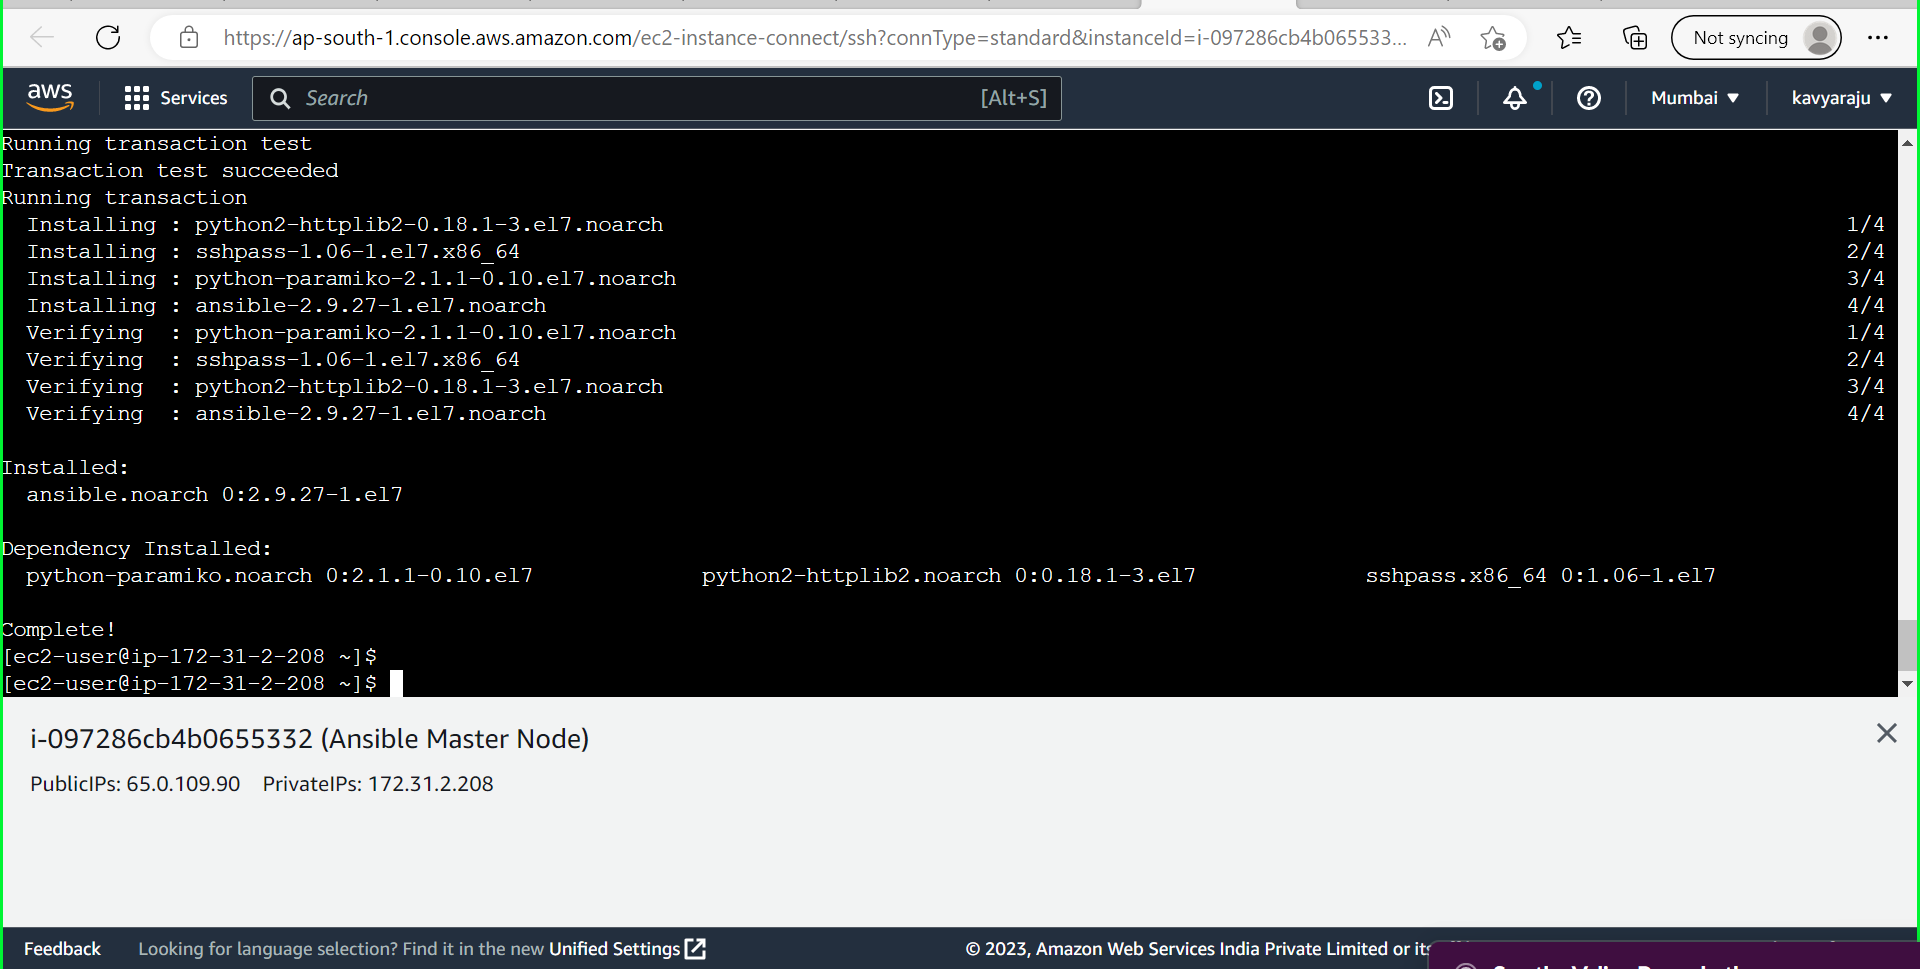 https://ap-south-1.console.aws.amazon.com/ec2-instance-connect/ssh?connType=standard&instanceId=i-097286cb4b065533...
Not syncing
aws
Services
Search
[Alt+S]
Mumbai
kavyaraju
Running transaction test
Transaction test succeeded
Running transaction
Installing : python2-httplib2-0.18.1-3.el7.noarch 1/4
Installing : sshpass-1.06-1.el7.x86_64 2/4
Installing : python-paramiko-2.1.1-0.10.el7.noarch 3/4
Installing : ansible-2.9.27-1.el7.noarch 4/4
Verifying : python-paramiko-2.1.1-0.10.el7.noarch 1/4
Verifying : sshpass-1.06-1.el7.x86_64 2/4
Verifying : python2-httplib2-0.18.1-3.el7.noarch 3/4
Verifying : ansible-2.9.27-1.el7.noarch 4/4
Installed:
ansible.noarch 0:2.9.27-1.el7
Dependency Installed:
python-paramiko.noarch 0:2.1.1-0.10.el7 python2-httplib2.noarch 0:0.18.1-3.el7 sshpass.x86_64 0:1.06-1.el7
Complete!
[ec2-user@ip-172-31-2-208 ~]$
[ec2-user@ip-172-31-2-208 ~]$
i-097286cb4b0655332 (Ansible Master Node)
PublicIPs: 65.0.109.90 PrivateIPs: 172.31.2.208
Feedback
Looking for language selection? Find it in the new Unified Settings
© 2023, Amazon Web Services India Private Limited or its